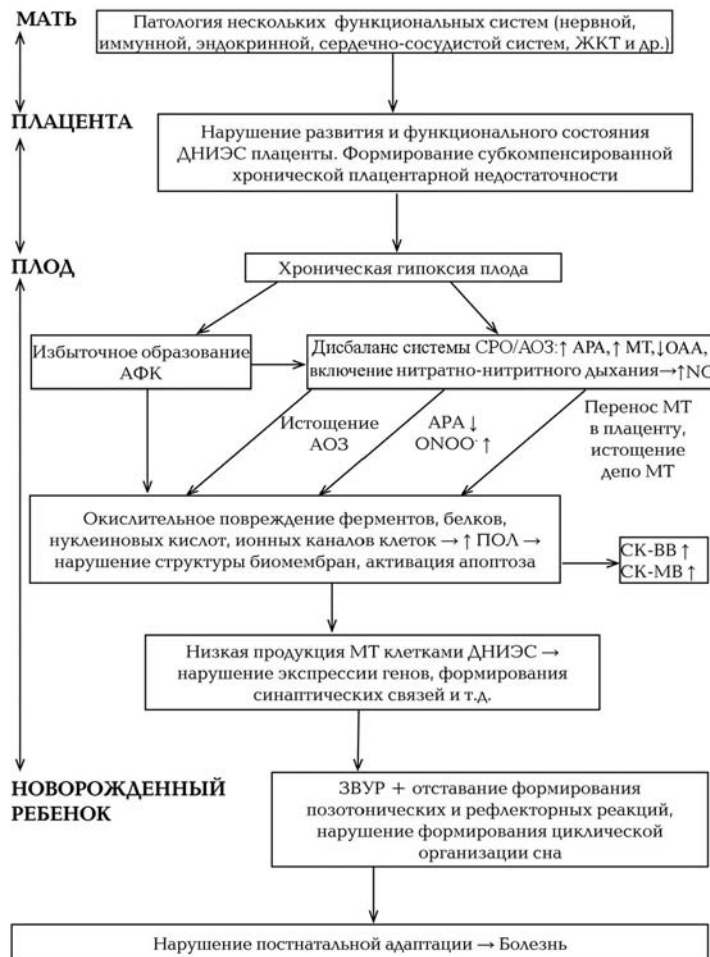 МАТЬ
Патология нескольких функциональных систем (нервной,
иммунной, эндокринной, сердечно-сосудистой систем, ЖКТ и др.)
ПЛАЦЕНТА
Нарушение развития и функционального состояния
ДНИЭС плаценты. Формирование субкомпенсированной
хронической плацентарной недостаточности
ПЛОД
Хроническая гипоксия плода
Избыточное образование
АФК
Дисбаланс системы СРО/АОЗ:↑ АРА,↑ МТ,↓ОАА,
включение нитратно-нитритного дыхания→↑NO
Истощение
АОЗ
АРА ↓
ONOO· ↑
Перенос МТ
в плаценту,
истощение
депо МТ
Окислительное повреждение ферментов, белков,
нуклеиновых кислот, ионных каналов клеток → ↑ ПОЛ →
нарушение структуры биомембран, активация апоптоза
СК-ВВ ↑
СК-МВ ↑
Низкая продукция МТ клетками ДНИЭС →
нарушение экспрессии генов, формирования
синаптических связей и т.д.
НОВОРОЖДЕННЫЙ
РЕБЕНОК
ЗВУР + отставание формирования
позотонических и рефлекторных реакций,
нарушение формирования циклической
организации сна
Нарушение постнатальной адаптации → Болезнь